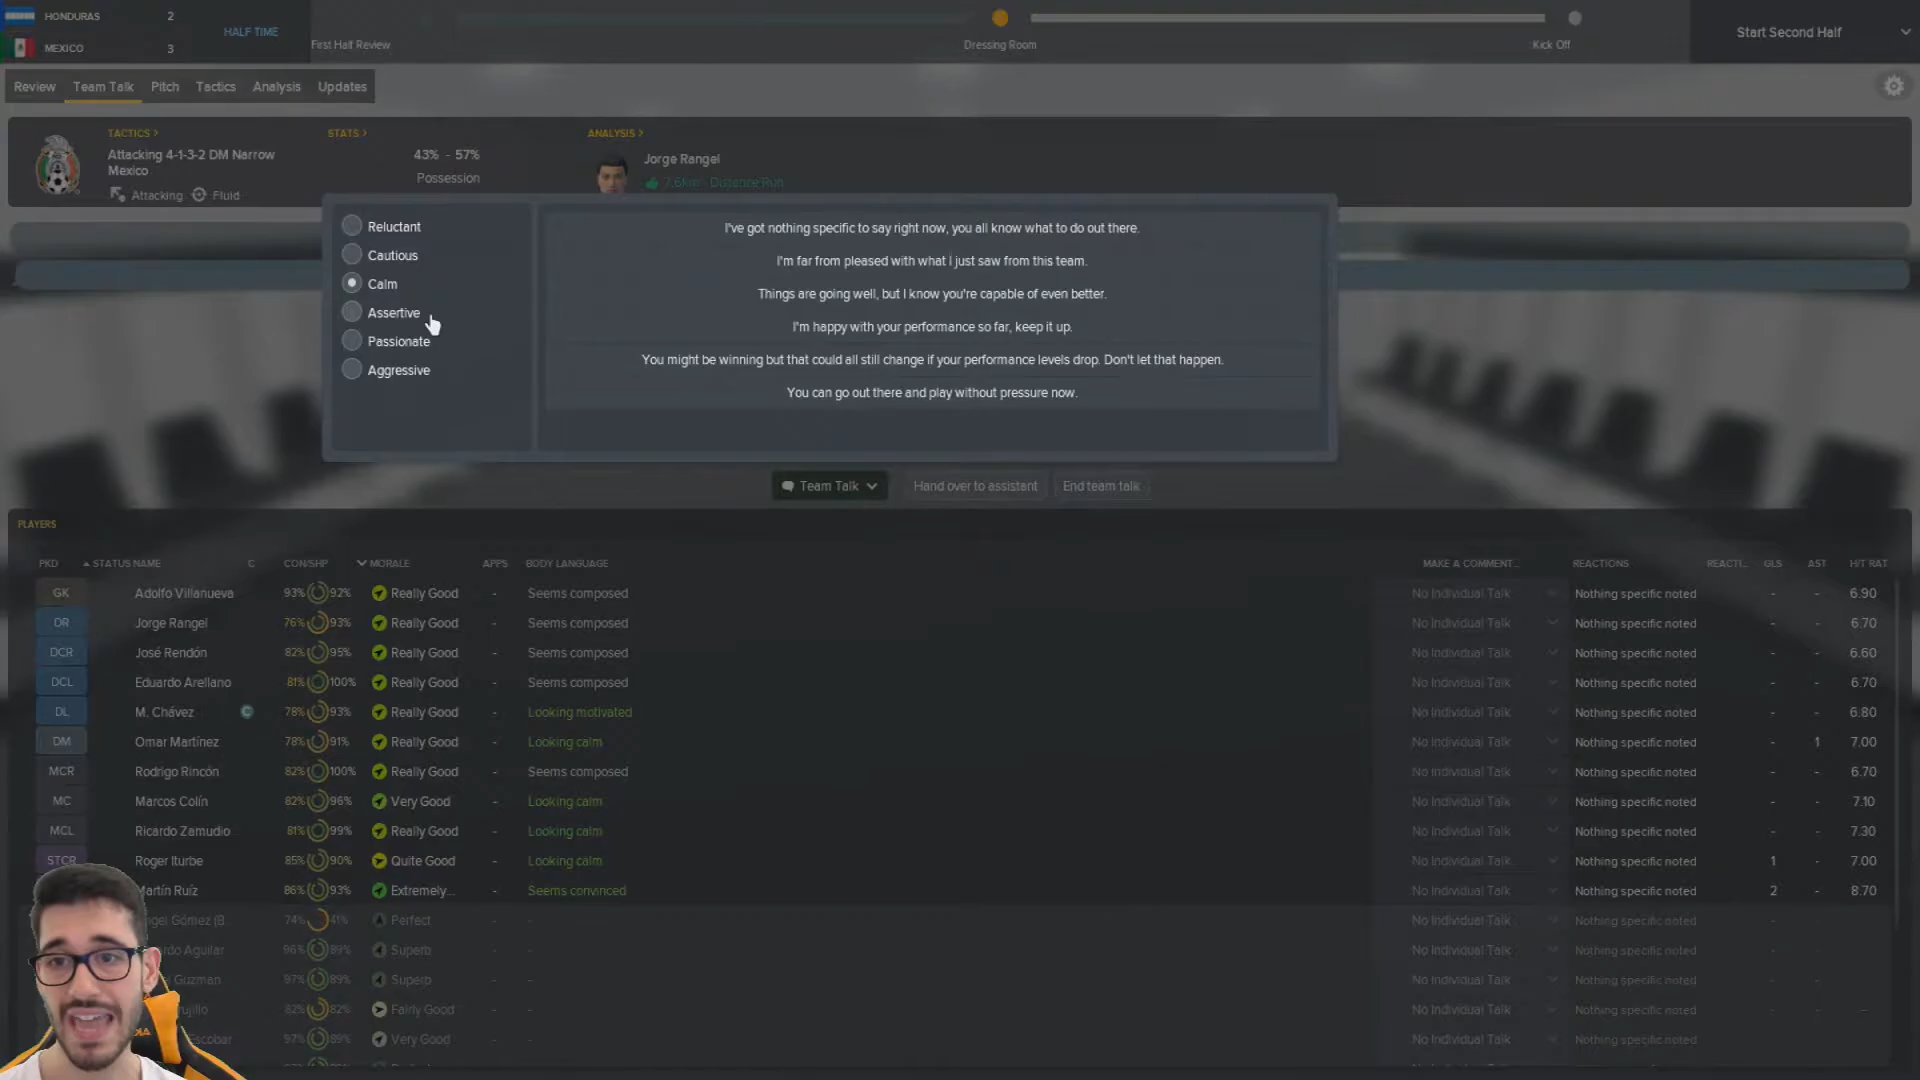 HONDURAS 2
MEXICO 3
HALF TIME
First Half Review
Dressing Room
Kick Off
Start Second Half
Review Team Talk Pitch Tactics Analysis Updates
TACTICS >
Attacking 4-1-3-2 DM Narrow
Mexico
Attacking Fluid
STATS >
43% - 57%
Possession
ANALYSIS >
Jorge Rangel
7.6km - Distance Run
Reluctant
Cautious
Calm
Assertive
Passionate
Aggressive
I've got nothing specific to say right now, you all know what to do out there.
I'm far from pleased with what I just saw from this team.
Things are going well, but I know you're capable of even better.
I'm happy with your performance so far, keep it up.
You might be winning but that could all still change if your performance levels drop. Don't let that happen.
You can go out there and play without pressure now.
Team Talk Hand over to assistant End team talk
PLAYERS
PKD STATUS NAME C CON/SHP MORALE APPS BODY LANGUAGE MAKE A COMMENT... REACTIONS REACTI... GLS AST H/T RAT
GK Adolfo Villanueva 93% 92% Really Good - Seems composed No Individual Talk Nothing specific noted - - 6.90
DR Jorge Rangel 76% 93% Really Good - Seems composed No Individual Talk Nothing specific noted - - 6.70
DCR José Rendón 82% 95% Really Good - Seems composed No Individual Talk Nothing specific noted - - 6.60
DCL Eduardo Arellano 81% 100% Really Good - Seems composed No Individual Talk Nothing specific noted - - 6.70
DL M. Chávez C 78% 93% Really Good - Looking motivated No Individual Talk Nothing specific noted - - 6.80
DM Omar Martínez 78% 91% Really Good - Looking calm No Individual Talk Nothing specific noted - 1 7.00
MCR Rodrigo Rincón 82% 100% Really Good - Seems composed No Individual Talk Nothing specific noted - - 6.70
MC Marcos Colín 82% 96% Very Good - Looking calm No Individual Talk Nothing specific noted - - 7.10
MCL Ricardo Zamudio 81% 99% Really Good - Looking calm No Individual Talk Nothing specific noted - - 7.30
STCR Roger Iturbe 85% 90% Quite Good - Looking calm No Individual Talk Nothing specific noted 1 - 7.00
Martín Ruíz 86% 93% Extremely... - Seems convinced No Individual Talk Nothing specific noted 2 - 8.70
Gómez (B... 74% 41% Perfect - - No Individual Talk Nothing specific noted - -
Aguilar 96% 89% Superb - - No Individual Talk Nothing specific noted - -
Guzman 97% 89% Superb - - No Individual Talk Nothing specific noted - -
82% 82% Fairly Good - - No Individual Talk Nothing specific noted - - -
Escobar 97% 89% Very Good - - No Individual Talk Nothing specific noted - -